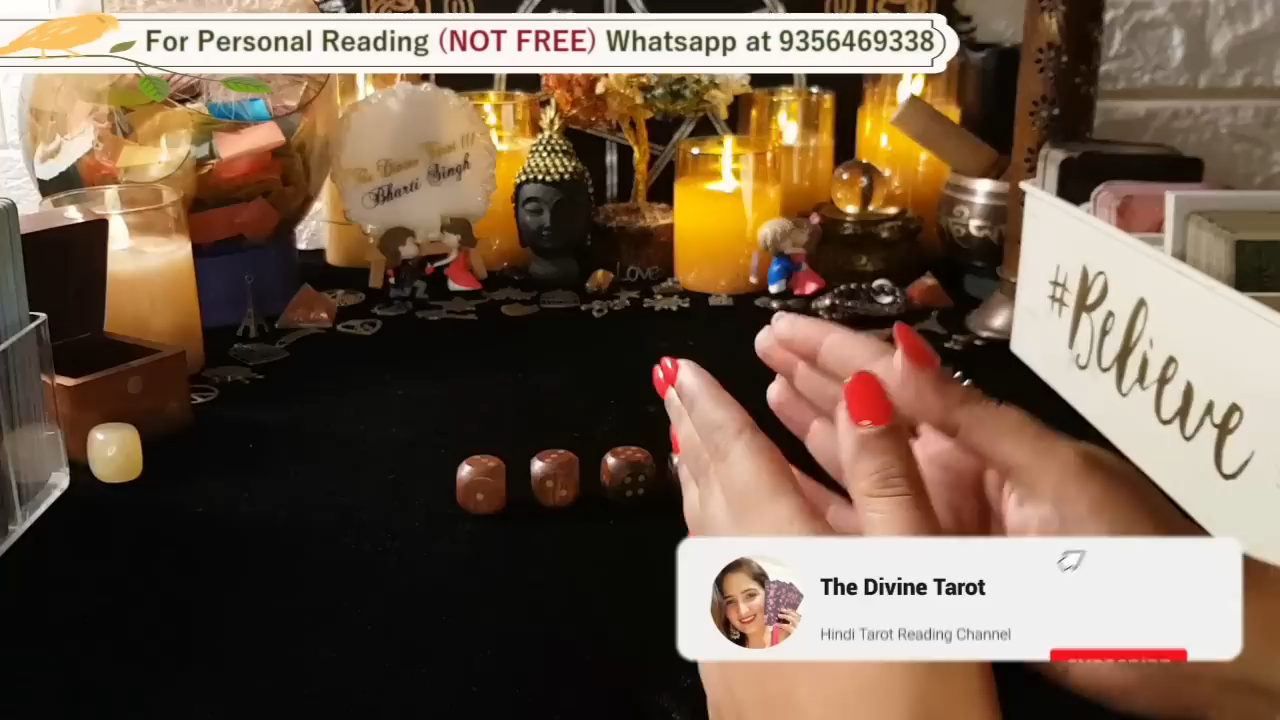 For Personal Reading (NOT FREE) Whatsapp at 9356469338
The Divine Tarot !!!
Bharti Singh
Love
#Believe
The Divine Tarot
Hindi Tarot Reading Channel
SUBSCRIBE